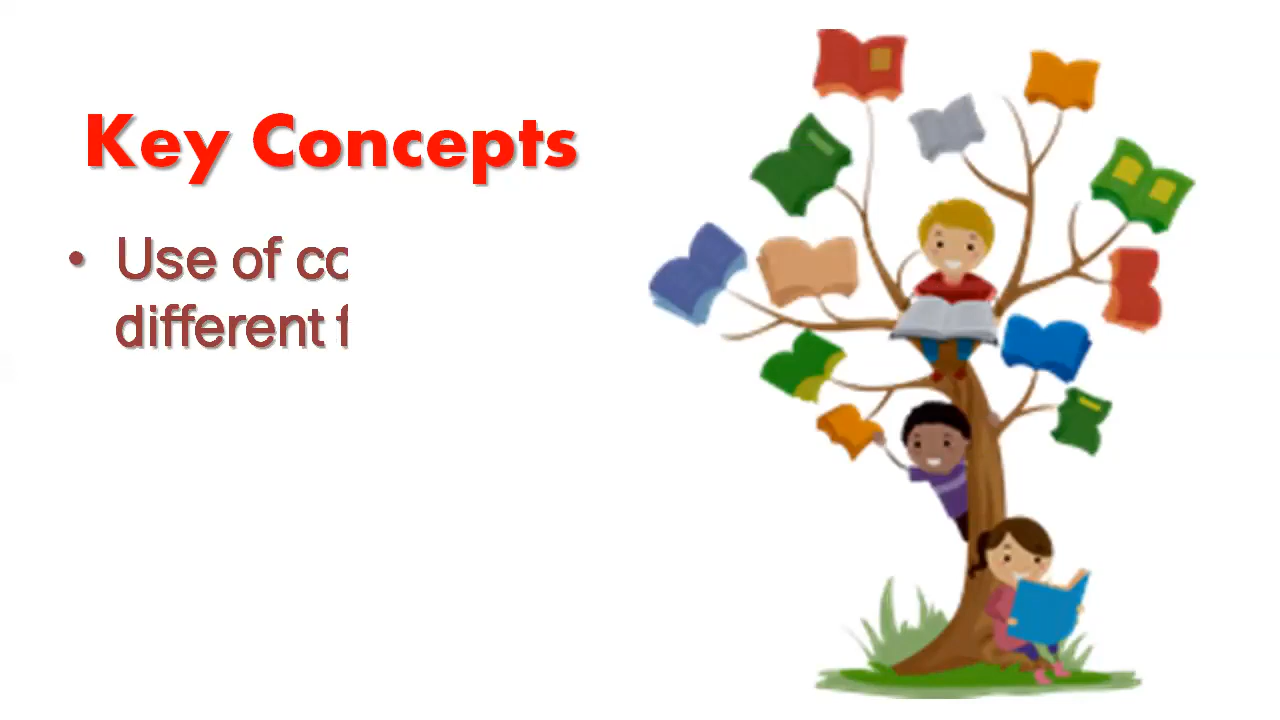 Key Concepts
• Use of
different